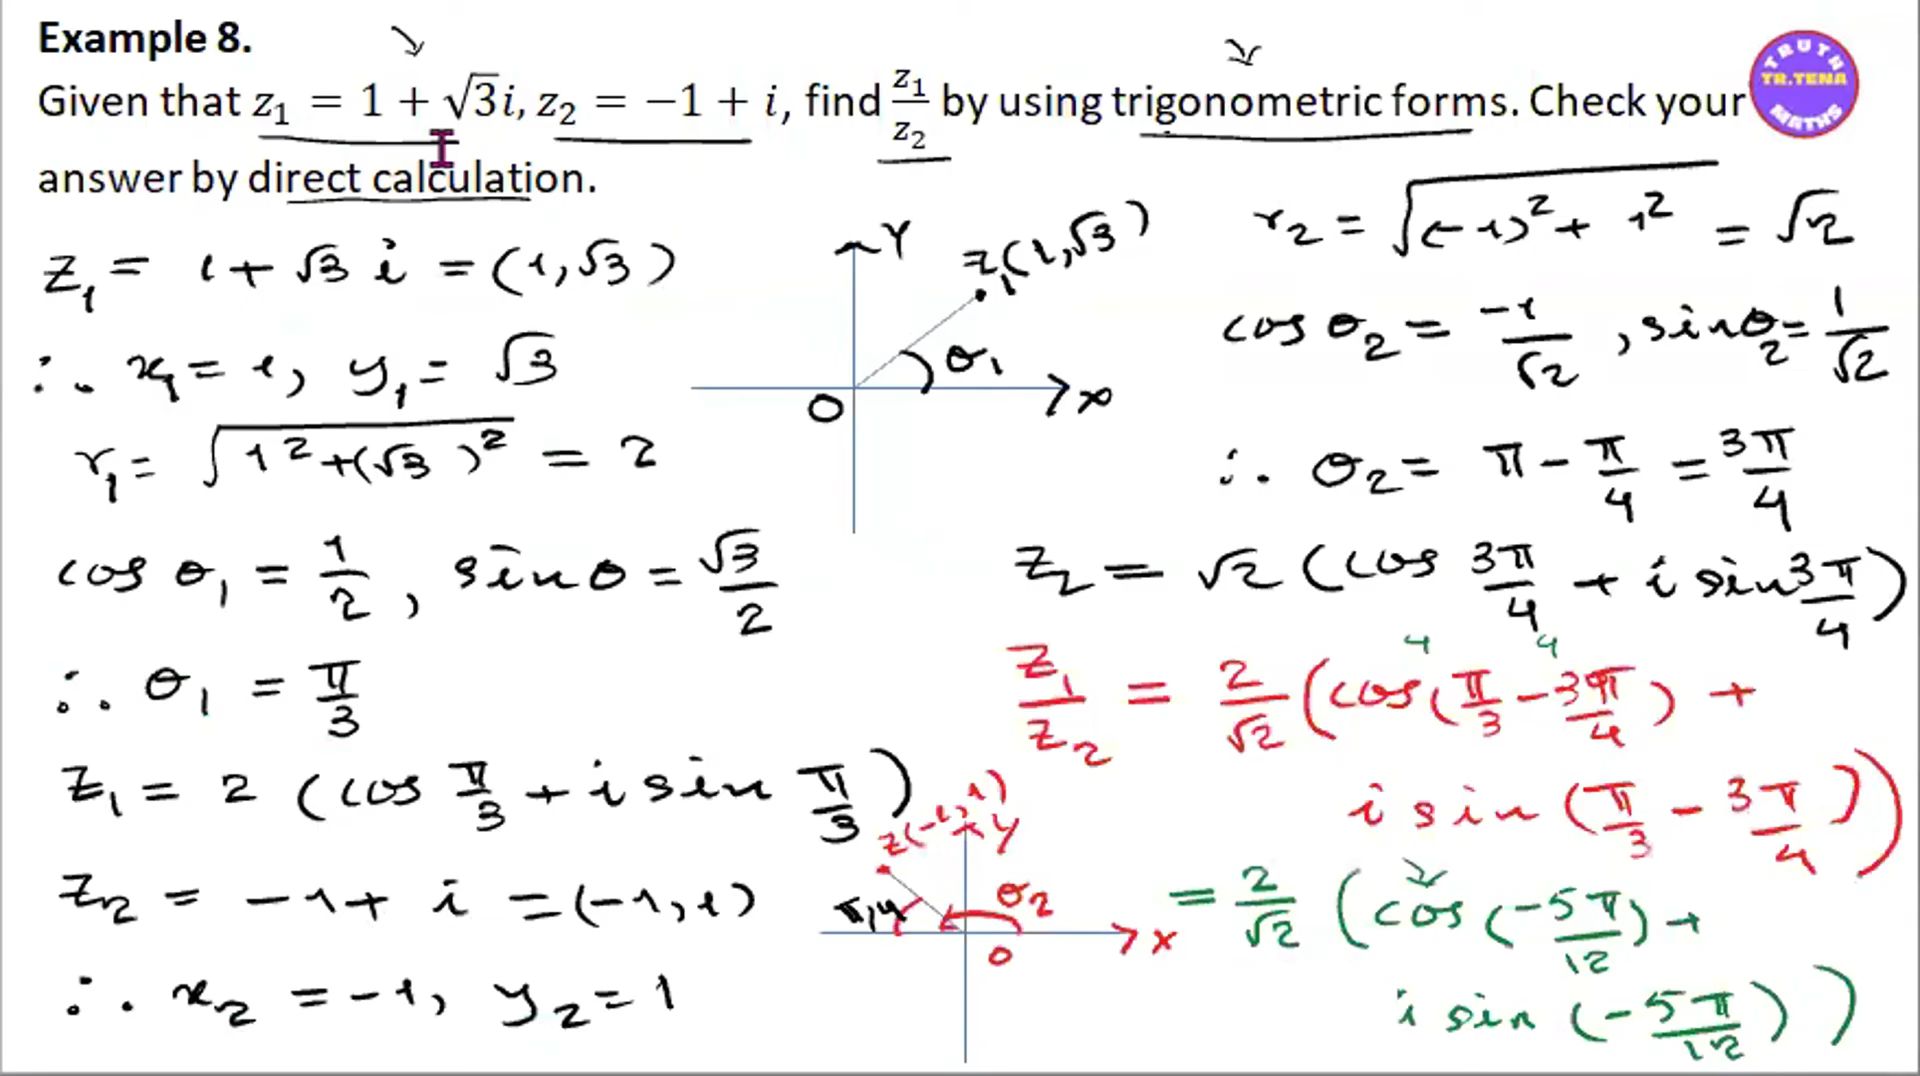 Example 8.
Given that z₁ = 1 + √3i, z₂ = −1 + i, find z₁/z₂ by using trigonometric forms. Check your
answer by direct calculation.
TRUTH
TR.TENA
MATHS
z₁ = 1 + √3 i = (1, √3)
∴ x₁ = 1, y₁ = √3
r₁ = √(1² + (√3)²) = 2
cos θ₁ = 1/2, sin θ = √3/2
∴ θ₁ = π/3
z₁ = 2 (cos π/3 + i sin π/3)
z₂ = −1 + i = (−1, 1)
∴ x₂ = −1, y₂ = 1
Y
z₁(1, √3)
θ₁
O
x
r₂ = √((−1)² + 1²) = √2
cos θ₂ = −1/√2, sin θ₂ = 1/√2
∴ θ₂ = π − π/4 = 3π/4
z₂ = √2 (cos 3π/4 + i sin 3π/4)
4 4
z₁/z₂ = 2/√2 (cos (π/3 − 3π/4) +
i sin (π/3 − 3π/4))
z(−1, 1)
Y
π/4
θ₂
O
x
= 2/√2 (cos (−5π/12) +
i sin (−5π/12))